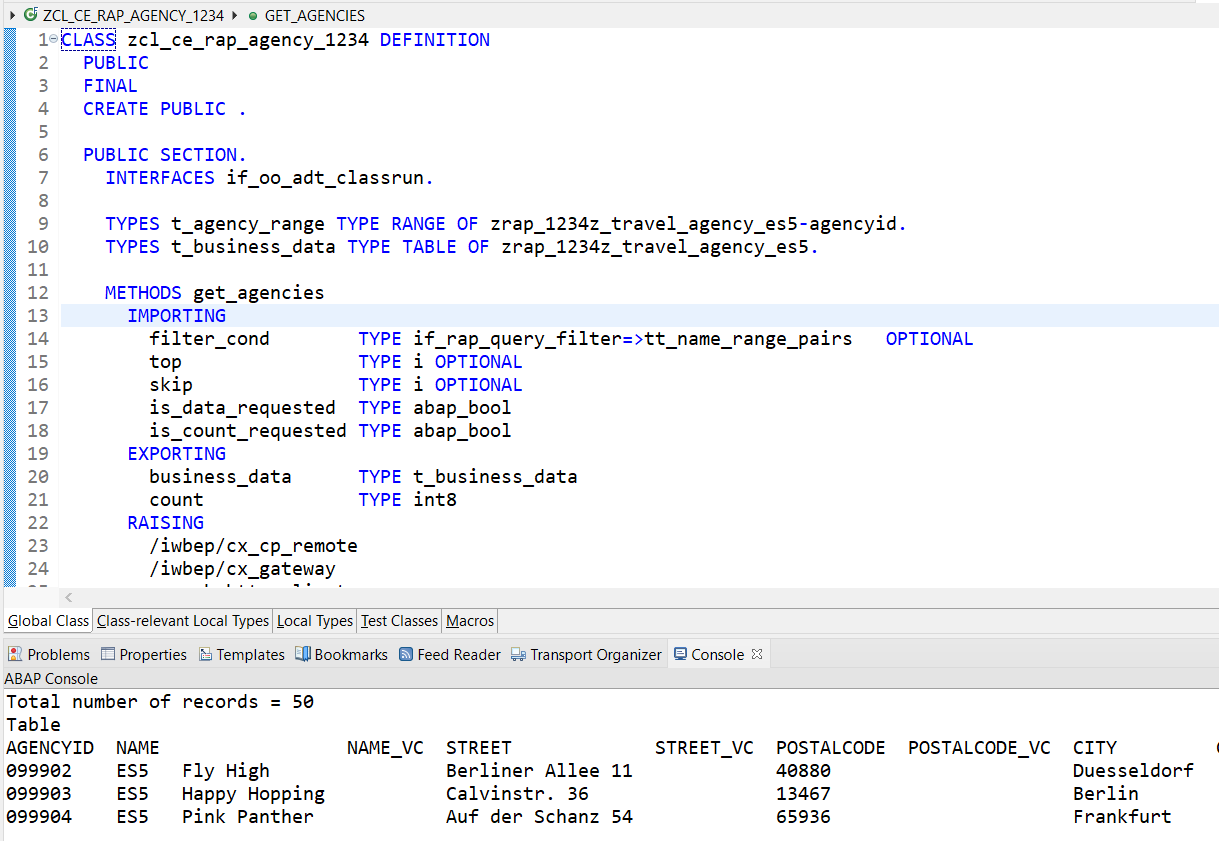 ZCL_CE_RAP_AGENCY_1234 GET_AGENCIES
1 CLASS zcl_ce_rap_agency_1234 DEFINITION
2 PUBLIC
3 FINAL
4 CREATE PUBLIC .
5
6 PUBLIC SECTION.
7 INTERFACES if_oo_adt_classrun.
8
9 TYPES t_agency_range TYPE RANGE OF zrap_1234z_travel_agency_es5-agencyid.
10 TYPES t_business_data TYPE TABLE OF zrap_1234z_travel_agency_es5.
11
12 METHODS get_agencies
13 IMPORTING
14 filter_cond TYPE if_rap_query_filter=>tt_name_range_pairs OPTIONAL
15 top TYPE i OPTIONAL
16 skip TYPE i OPTIONAL
17 is_data_requested TYPE abap_bool
18 is_count_requested TYPE abap_bool
19 EXPORTING
20 business_data TYPE t_business_data
21 count TYPE int8
22 RAISING
23 /iwbep/cx_cp_remote
24 /iwbep/cx_gateway
Global Class Class-relevant Local Types Local Types Test Classes Macros
Problems Properties Templates Bookmarks Feed Reader Transport Organizer Console
ABAP Console
Total number of records = 50
Table
AGENCYID NAME NAME_VC STREET STREET_VC POSTALCODE POSTALCODE_VC CITY
099902 ES5 Fly High Berliner Allee 11 40880 Duesseldorf
099903 ES5 Happy Hopping Calvinstr. 36 13467 Berlin
099904 ES5 Pink Panther Auf der Schanz 54 65936 Frankfurt